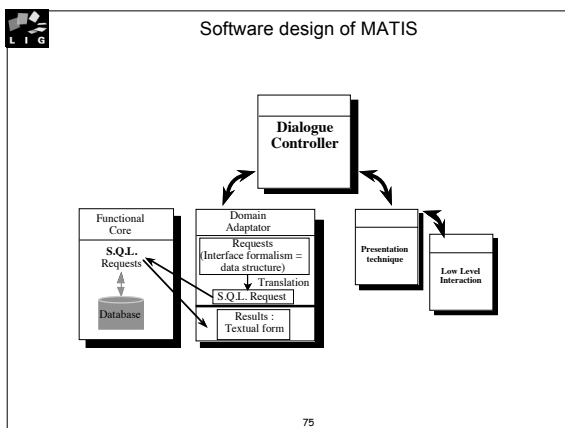 L I G
Software design of MATIS
Dialogue
Controller
Functional
Core
S.Q.L.
Requests
Database
Domain
Adaptator
Requests
(Interface formalism =
data structure)
Translation
S.Q.L. Request
Results :
Textual form
Presentation
technique
Low Level
Interaction
75